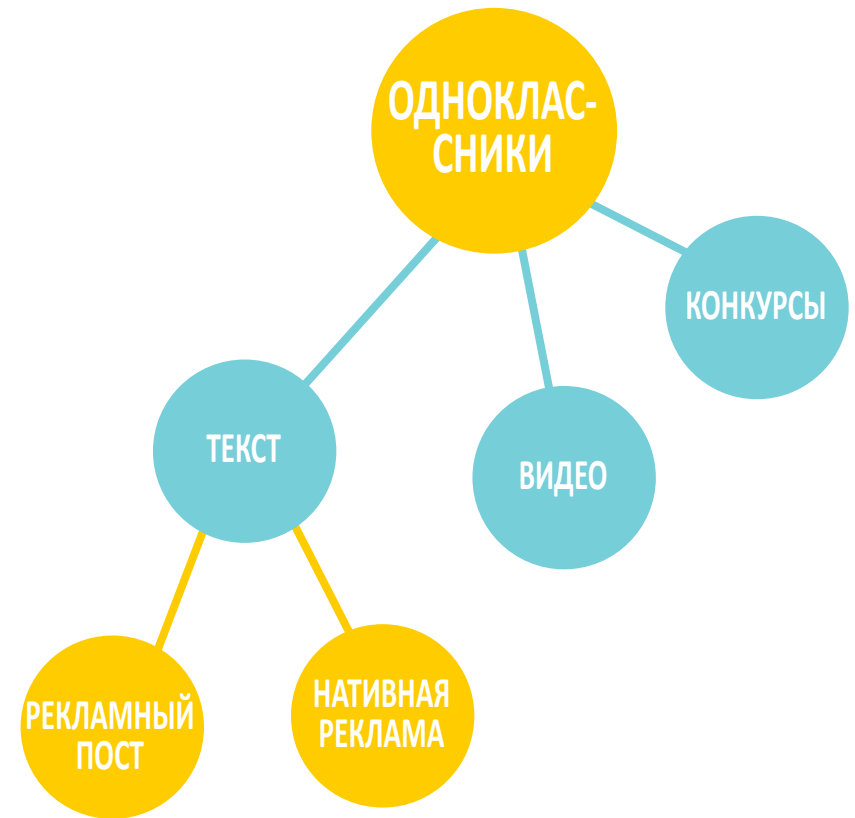 ОДНОКЛАС-
СНИКИ
КОНКУРСЫ
ТЕКСТ
ВИДЕО
РЕКЛАМНЫЙ
ПОСТ
НАТИВНАЯ
РЕКЛАМА